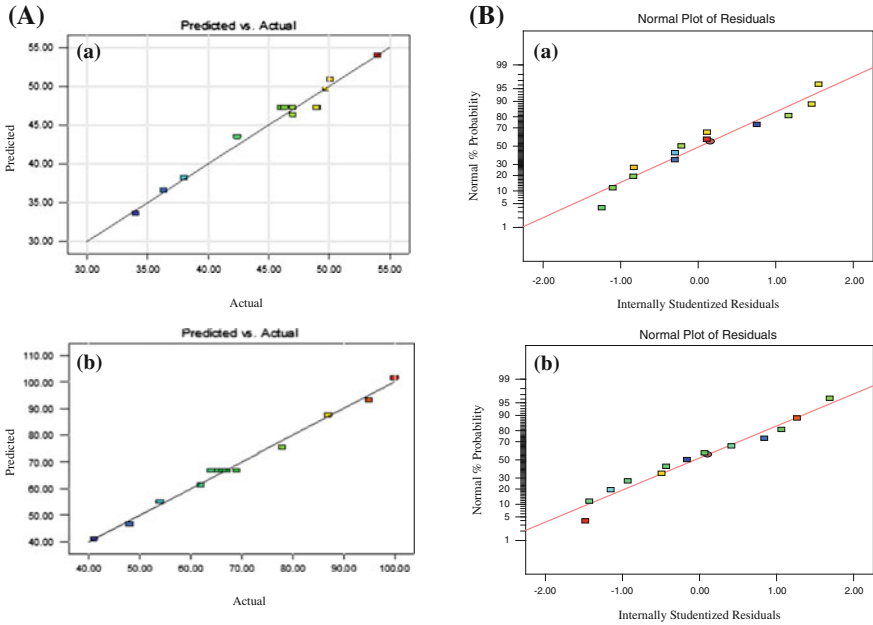 (A)
Predicted vs. Actual
(a)
55.00
50.00
45.00
40.00
35.00
30.00
Predicted
30.00 35.00 40.00 45.00 50.00 55.00
Actual
Predicted vs. Actual
(b)
110.00
100.00
90.00
80.00
70.00
60.00
50.00
40.00
Predicted
40.00 50.00 60.00 70.00 80.00 90.00 100.00
Actual
(B)
Normal Plot of Residuals
(a)
99
95
90
80
70
50
30
20
10
5
1
Normal % Probability
-2.00 -1.00 0.00 1.00 2.00
Internally Studentized Residuals
Normal Plot of Residuals
(b)
99
95
90
80
70
50
30
20
10
5
1
Normal % Probability
-2.00 -1.00 0.00 1.00 2.00
Internally Studentized Residuals